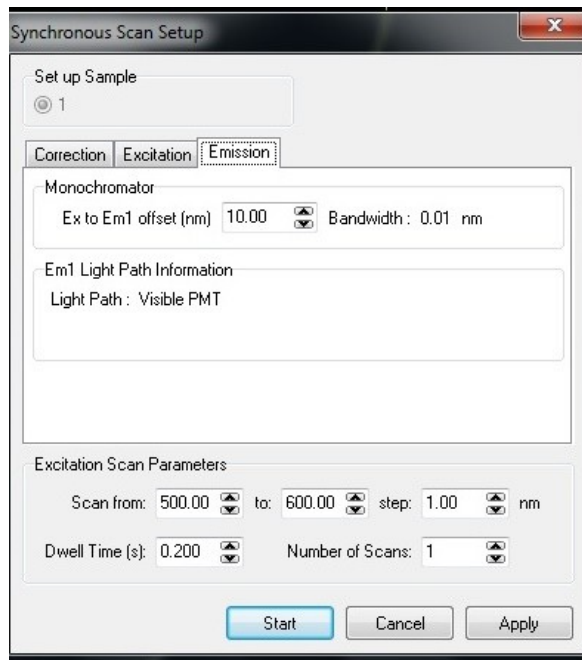 Synchronous Scan Setup
Set up Sample
1
Correction Excitation Emission
Monochromator
Ex to Em1 offset (nm) 10.00 Bandwidth : 0.01 nm
Em1 Light Path Information
Light Path : Visible PMT
Excitation Scan Parameters
Scan from: 500.00 to: 600.00 step: 1.00 nm
Dwell Time (s): 0.200 Number of Scans: 1
Start Cancel Apply